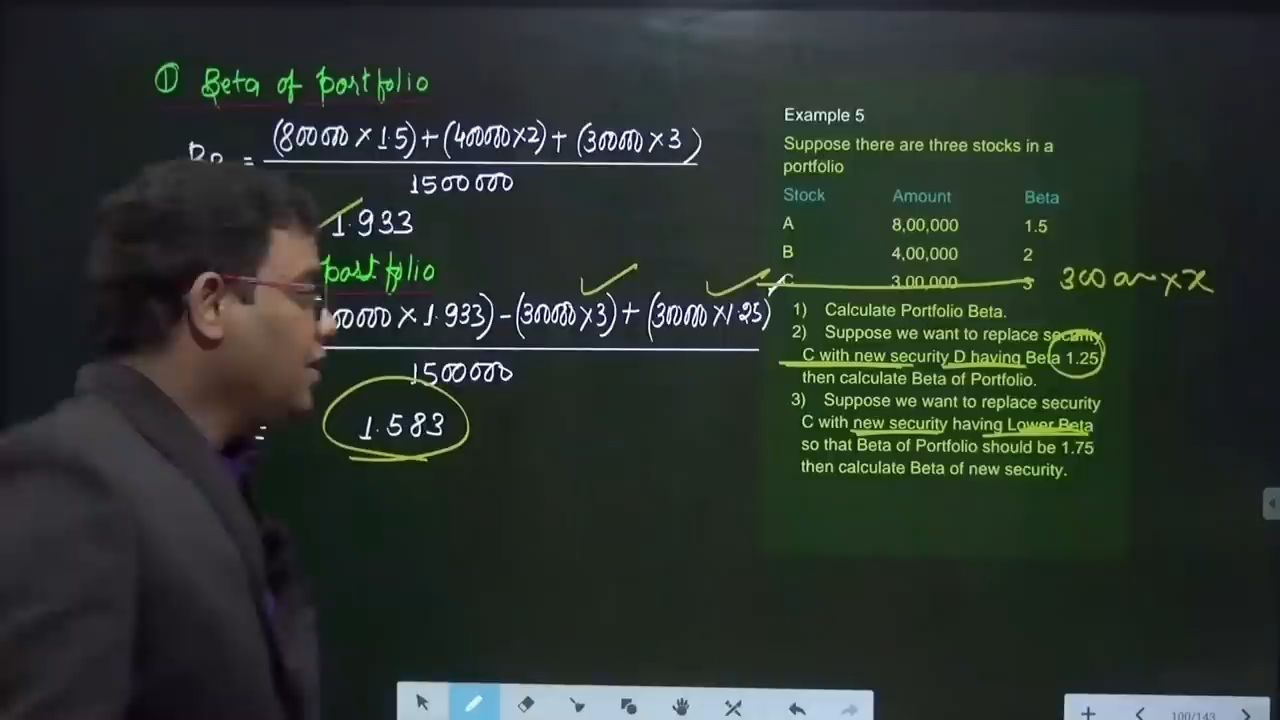 ① Beta of portfolio
(800000 × 1.5) + (400000 × 2) + (300000 × 3)
=
1500000
1.933
portfolio
00000 × 1.933) - (300000 × 3) + (300000 × 1.25)
1500000
= 1.583
Example 5
Suppose there are three stocks in a
portfolio
Stock Amount Beta
A 8,00,000 1.5
B 4,00,000 2
C 3,00,000 3
× x
1) Calculate Portfolio Beta.
2) Suppose we want to replace security
C with new security D having Beta 1.25
then calculate Beta of Portfolio.
3) Suppose we want to replace security
C with new security having Lower Beta
so that Beta of Portfolio should be 1.75
then calculate Beta of new security.
100/143